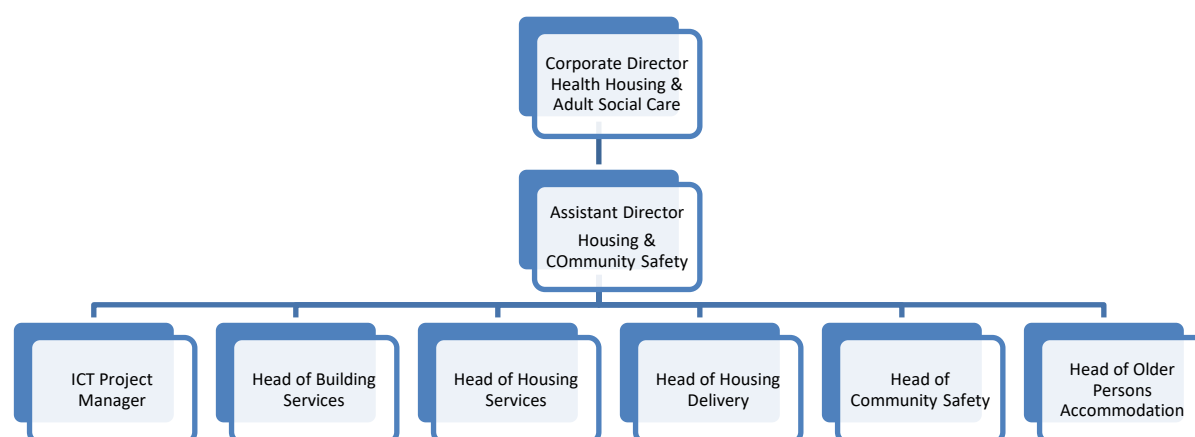 Corporate Director
Health Housing &
Adult Social Care
Assistant Director
Housing &
COmmunity Safety
ICT Project
Manager
Head of Building
Services
Head of Housing
Services
Head of Housing
Delivery
Head of
Community Safety
Head of Older
Persons
Accommodation